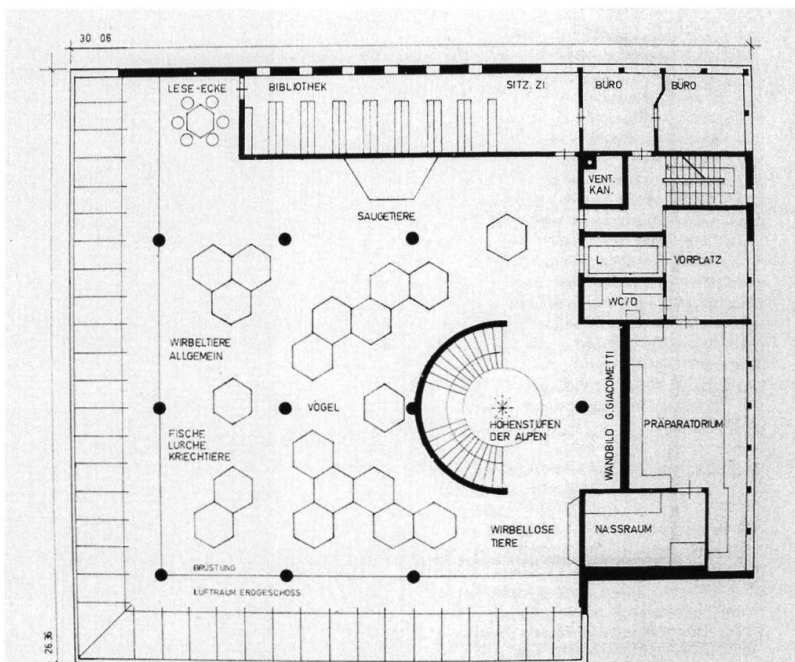 30 06
LESE-ECKE
BIBLIOTHEK
SITZ. ZI.
BÜRO
BÜRO
VENT.
KAN.
SAUGETIERE
L
VORPLATZ
WC/D
WIRBELTIERE
ALLGEMEIN
VÖGEL
HÖHENSTUFEN
DER ALPEN
WANDBILD G.GIACOMETTI
PRÄPARATORIUM
FISCHE
LURCHE
KRIECHTIERE
WIRBELLOSE
TIERE
NASSRAUM
BRÜSTUNG
LUFTRAUM ERDGESCHOSS
26.36